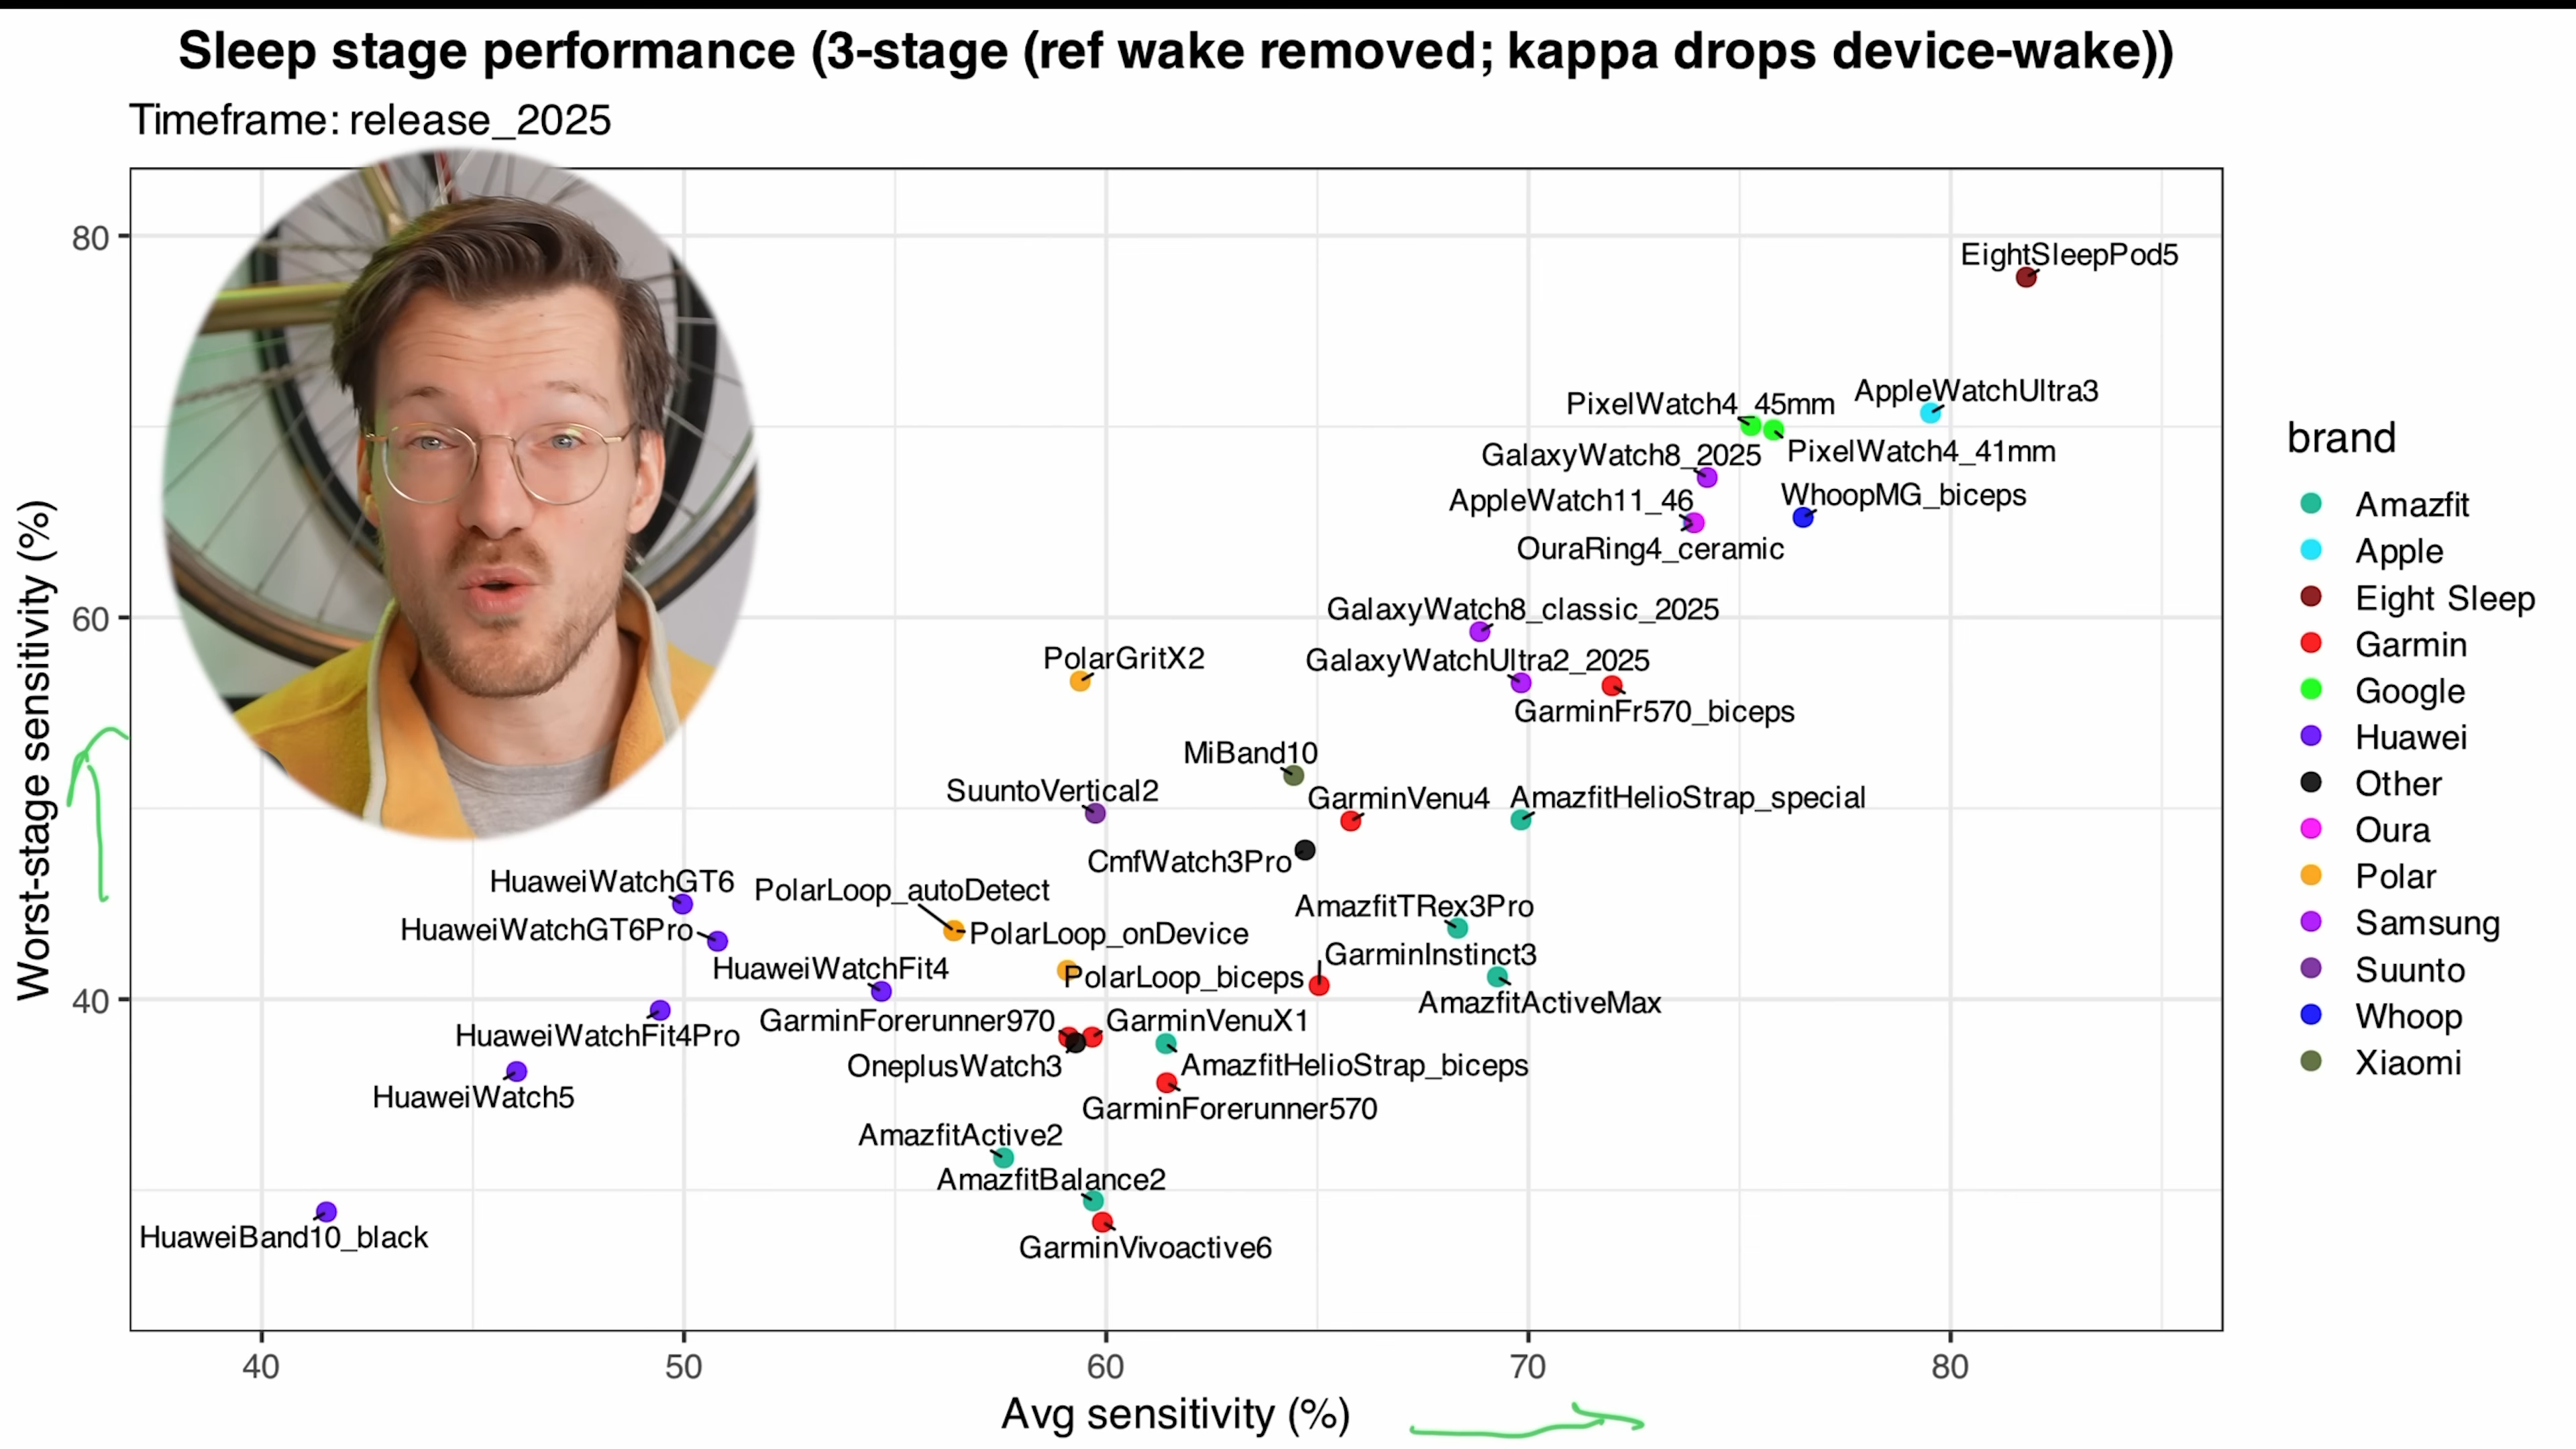 Sleep stage performance (3-stage (ref wake removed; kappa drops device-wake))
Timeframe: release_2025
80
60
40
Worst-stage sensitivity (%)
EightSleepPod5
AppleWatchUltra3
PixelWatch4_45mm
PixelWatch4_41mm
GalaxyWatch8_2025
WhoopMG_biceps
AppleWatch11_46
OuraRing4_ceramic
GalaxyWatch8_classic_2025
PolarGritX2
GalaxyWatchUltra2_2025
GarminFr570_biceps
MiBand10
SuuntoVertical2
GarminVenu4
AmazfitHelioStrap_special
CmfWatch3Pro
HuaweiWatchGT6
PolarLoop_autoDetect
AmazfitTRex3Pro
HuaweiWatchGT6Pro
PolarLoop_onDevice
GarminInstinct3
HuaweiWatchFit4
PolarLoop_biceps
AmazfitActiveMax
HuaweiWatchFit4Pro
GarminForerunner970
GarminVenuX1
OneplusWatch3
AmazfitHelioStrap_biceps
HuaweiWatch5
GarminForerunner570
AmazfitActive2
AmazfitBalance2
HuaweiBand10_black
GarminVivoactive6
40
50
60
70
80
Avg sensitivity (%)
brand
Amazfit
Apple
Eight Sleep
Garmin
Google
Huawei
Other
Oura
Polar
Samsung
Suunto
Whoop
Xiaomi